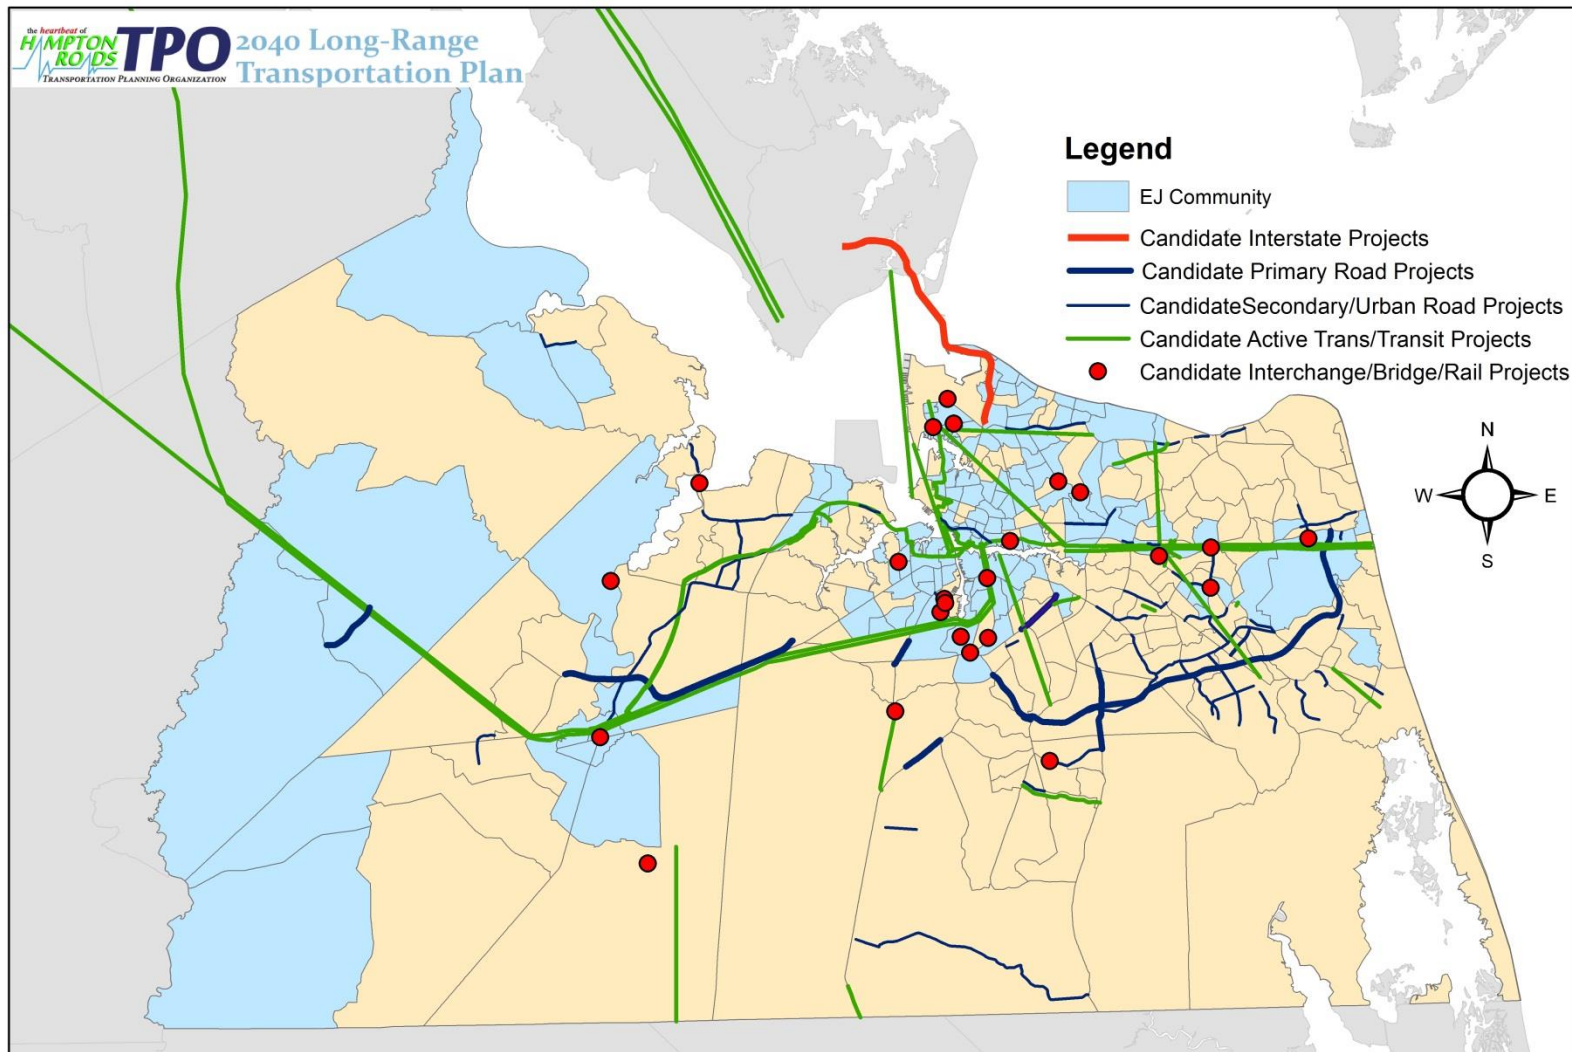 the heartbeat of
HAMPTON
ROADS
TPO
TRANSPORTATION PLANNING ORGANIZATION
2040 Long-Range
Transportation Plan
Legend
EJ Community
Candidate Interstate Projects
Candidate Primary Road Projects
CandidateSecondary/Urban Road Projects
Candidate Active Trans/Transit Projects
Candidate Interchange/Bridge/Rail Projects
N
W E
S